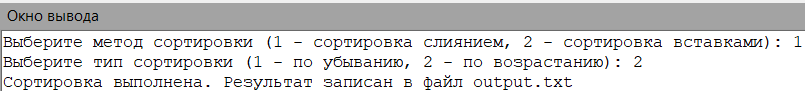 Окно вывода
Выберите метод сортировки (1 - сортировка слиянием, 2 - сортировка вставками): 1
Выберите тип сортировки (1 - по убыванию, 2 - по возрастанию): 2
Сортировка выполнена. Результат записан в файл output.txt